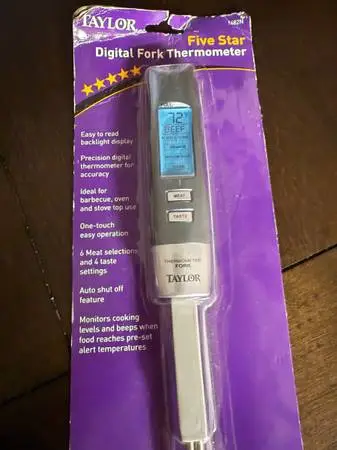 TAYLOR
1482N
Five Star
Digital Fork Thermometer
Easy to read
backlight display
Precision digital
thermometer for
accuracy
Ideal for
barbecue, oven
and stove top use
One-touch
easy operation
6 Meat selections
and 4 taste
settings
Auto shut off
feature
Monitors cooking
levels and beeps when
food reaches pre-set
alert temperatures
72
BEEF
MEAT
TASTE
THERMOMETER
FORK
TAYLOR